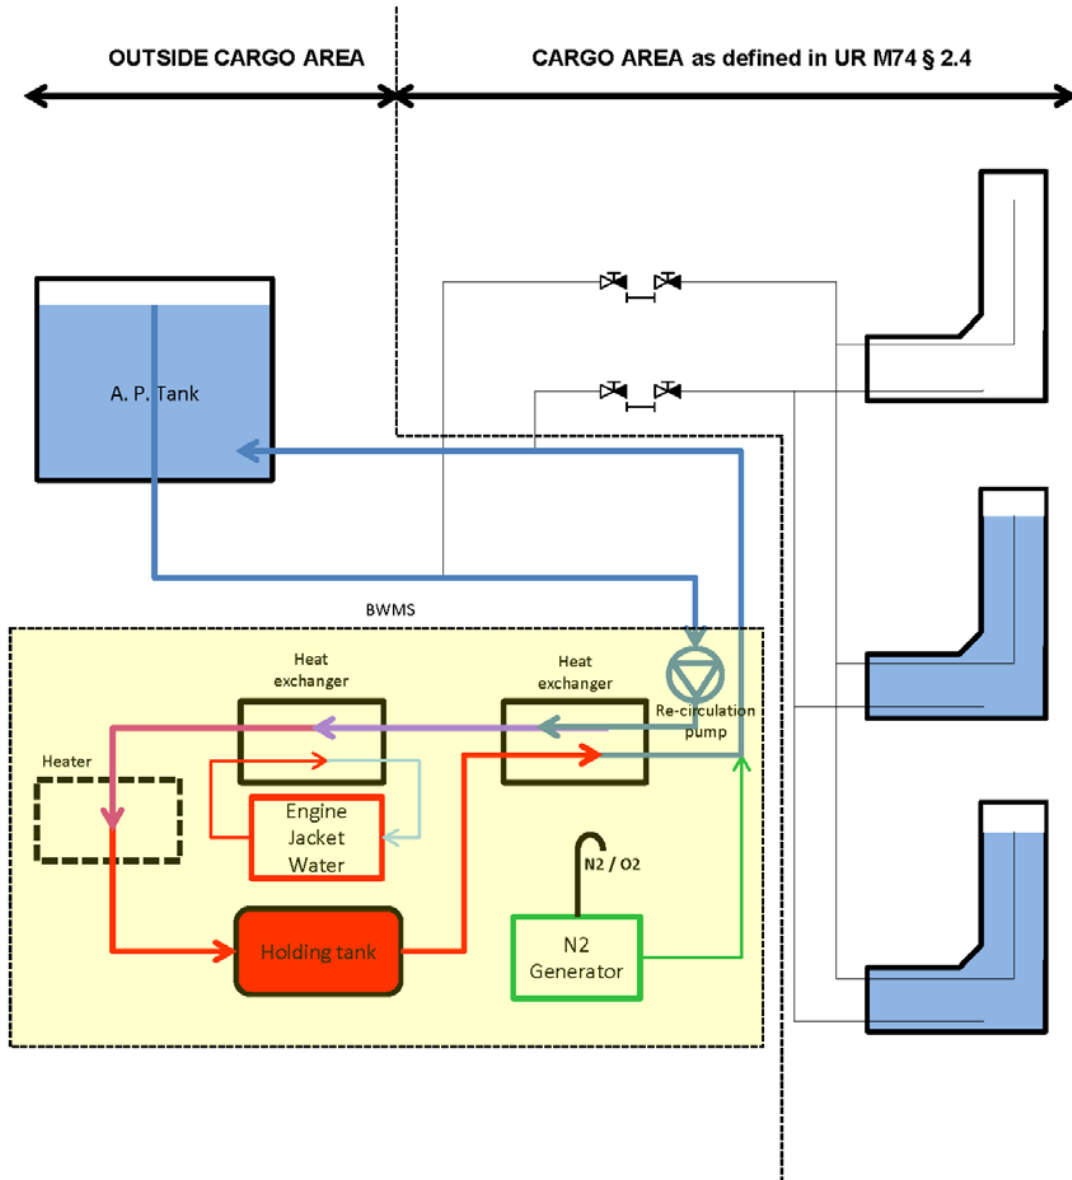 OUTSIDE CARGO AREA
CARGO AREA as defined in UR M74 § 2.4
A. P. Tank
BWMS
Heat
exchanger
Heat
exchanger
Re-circulation
pump
Heater
Engine
Jacket
Water
N2 / O2
Holding tank
N2
Generator